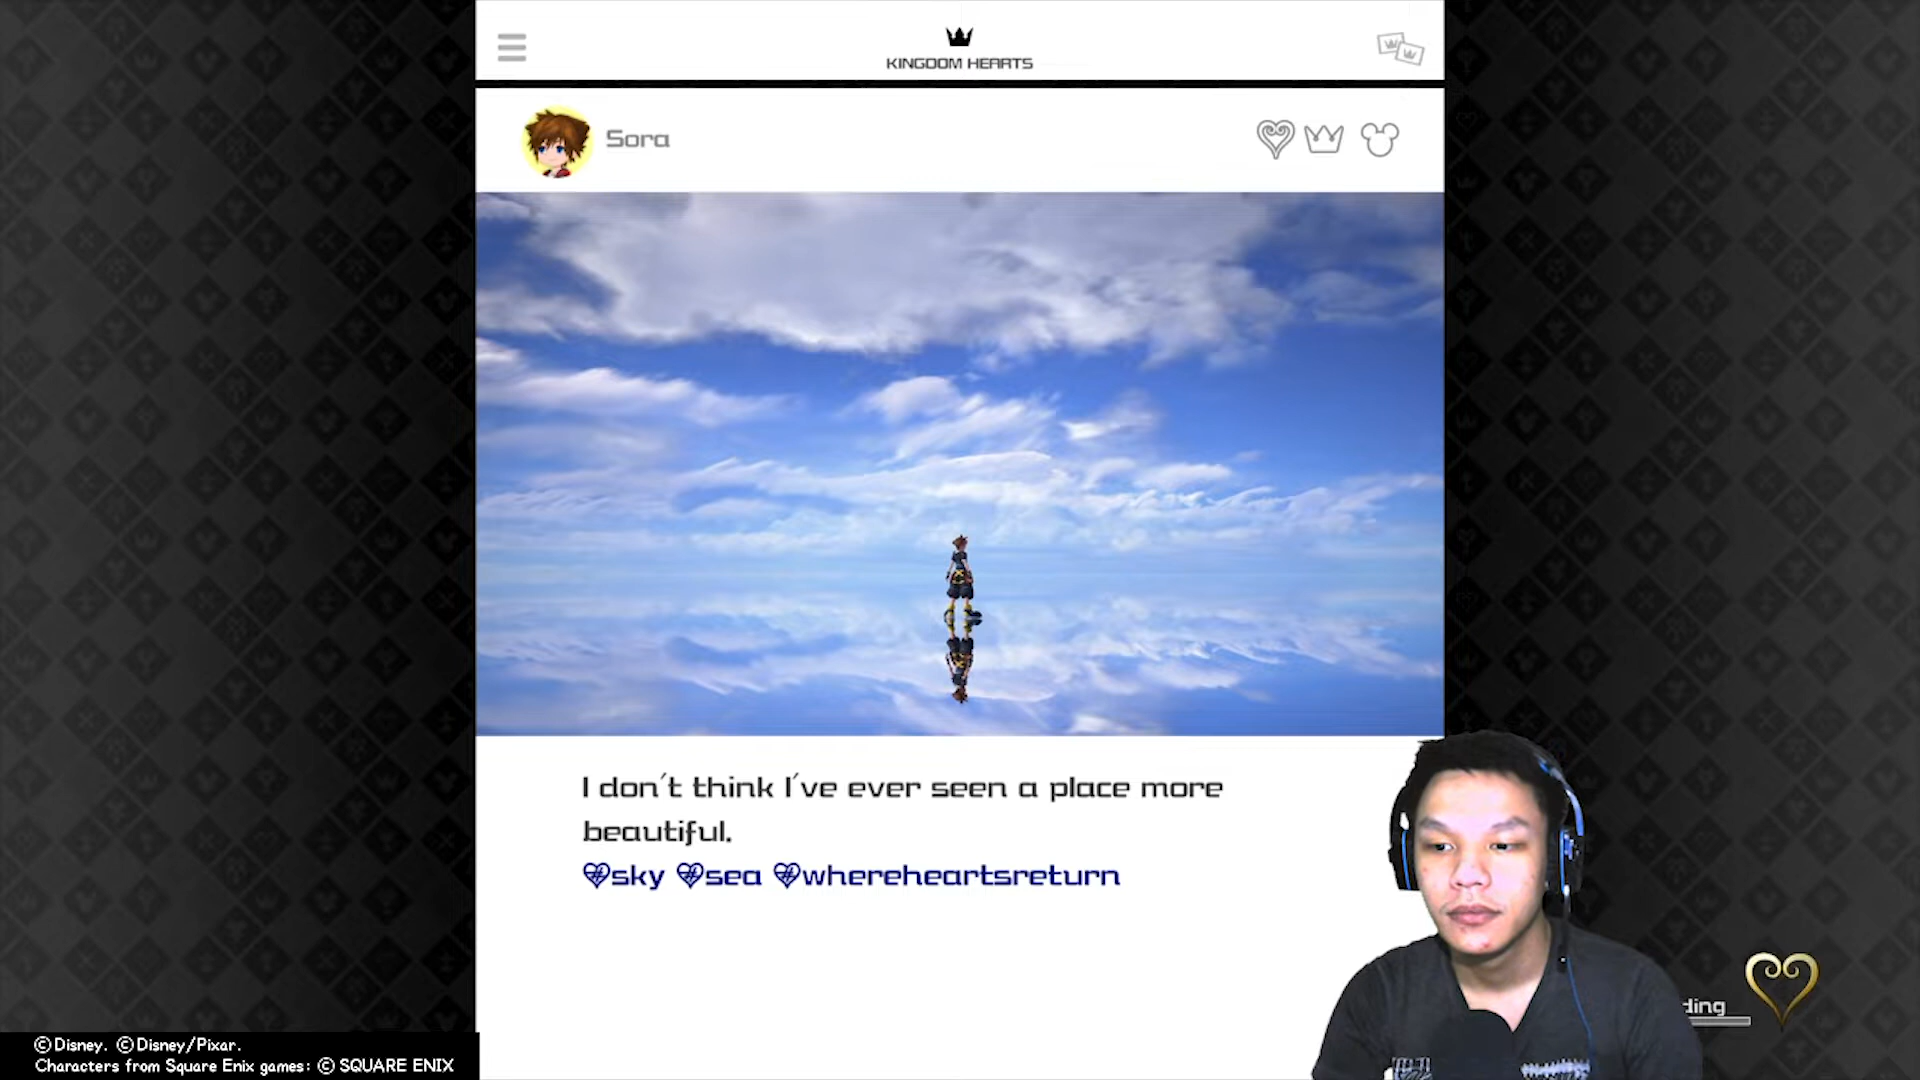 KINGDOM HEARTS
Sora
I don't think I've ever seen a place more
beautiful.
#sky #sea #whereheartsreturn
ding
©Disney. ©Disney/Pixar.
Characters from Square Enix games: © SQUARE ENIX